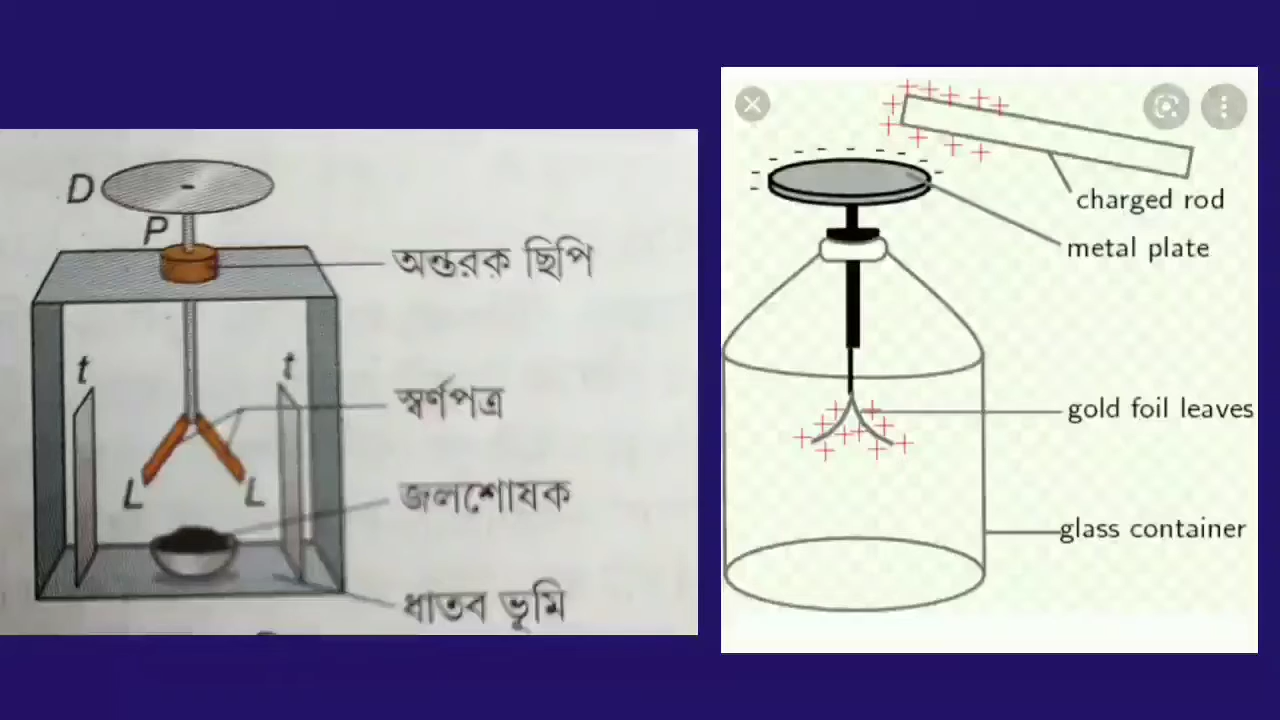 D
P
অন্তরক ছিপি
t
t
স্বর্ণপত্র
L
L
জলশোষক
ধাতব ভূমি
charged rod
metal plate
gold foil leaves
glass container